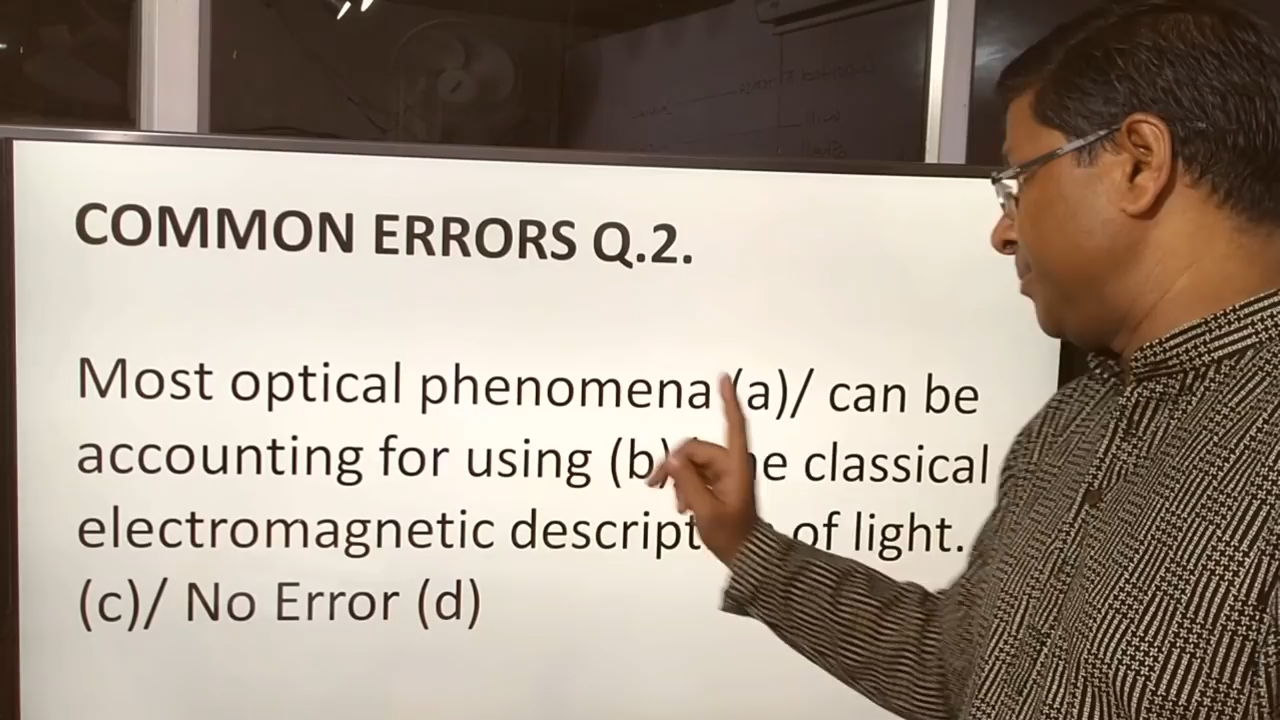 COMMON ERRORS Q.2.
Most optical phenomena (a)/ can be
accounting for using (b) classical
electromagnetic of light.
(c)/ No Error (d)